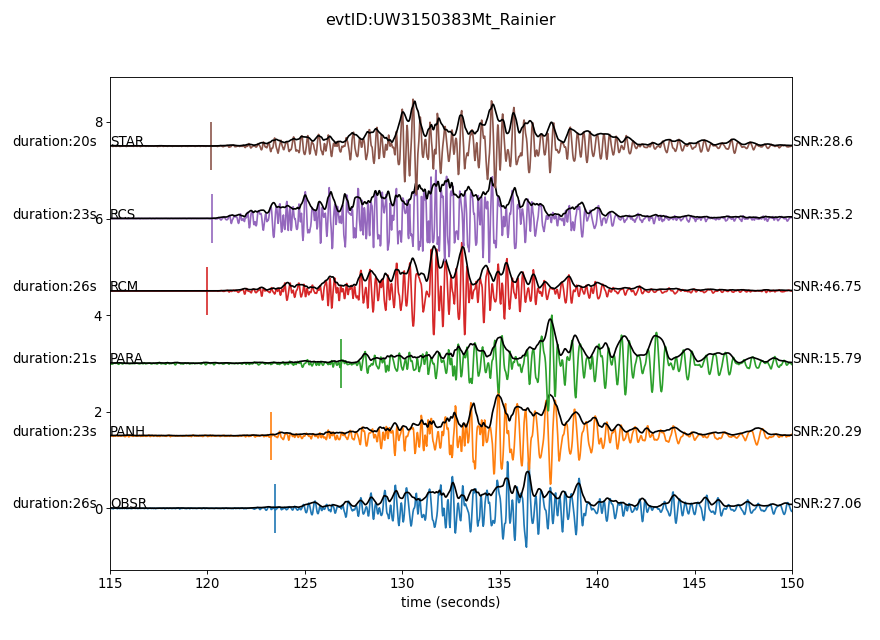 evtID:UW3150383Mt_Rainier
8
duration:20s STAR SNR:28.6
duration:23s RCS SNR:35.2
6
duration:26s RCM SNR:46.75
4
duration:21s PARA SNR:15.79
2
duration:23s PANH SNR:20.29
duration:26s OBSR SNR:27.06
0
115 120 125 130 135 140 145 150
time (seconds)